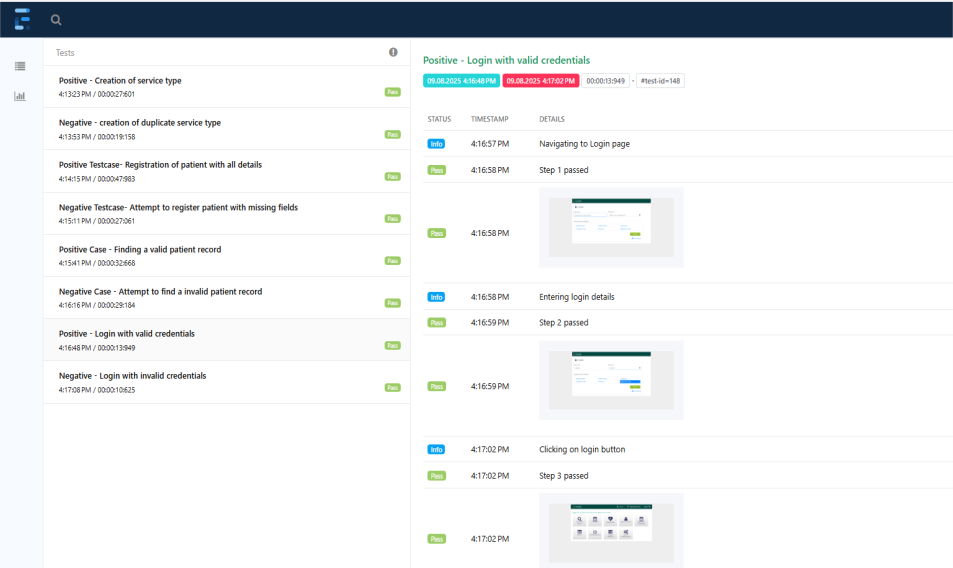 Tests
Positive - Creation of service type
4:13:23 PM / 00:00:27:601
Pass
Negative - creation of duplicate service type
4:13:53 PM / 00:00:19:158
Pass
Positive Testcase- Registration of patient with all details
4:14:15 PM / 00:00:47:983
Pass
Negative Testcase- Attempt to register patient with missing fields
4:15:11 PM / 00:00:27:061
Pass
Positive Case - Finding a valid patient record
4:15:41 PM / 00:00:32:668
Pass
Negative Case - Attempt to find a invalid patient record
4:16:16 PM / 00:00:29:184
Pass
Positive - Login with valid credentials
4:16:48 PM / 00:00:13:949
Pass
Negative - Login with invalid credentials
4:17:08 PM / 00:00:10:625
Pass
Positive - Login with valid credentials
09.08.2025 4:16:48 PM 09.08.2025 4:17:02 PM 00:00:13:949 · #test-id=148
STATUS TIMESTAMP DETAILS
Info 4:16:57 PM Navigating to Login page
Pass 4:16:58 PM Step 1 passed
Pass 4:16:58 PM
Info 4:16:58 PM Entering login details
Pass 4:16:59 PM Step 2 passed
Pass 4:16:59 PM
Info 4:17:02 PM Clicking on login button
Pass 4:17:02 PM Step 3 passed
Pass 4:17:02 PM